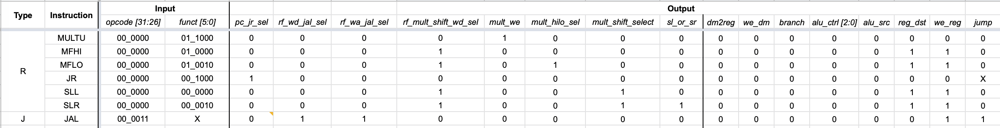 Type Instruction Input Output
opcode [31:26] funct [5:0] pc_jr_sel rf_wd_jal_sel rf_wa_jal_sel rf_mult_shift_wd_sel mult_we mult_hilo_sel mult_shift_select sl_or_sr dm2reg we_dm branch alu_ctrl [2:0] alu_src reg_dst we_reg jump
R
MULTU 00_0000 01_1000 0 0 0 0 1 0 0 0 0 0 0 0 0 0 0 0
MFHI 00_0000 01_0000 0 0 0 1 0 0 0 0 0 0 0 0 0 1 1 0
MFLO 00_0000 01_0010 0 0 0 1 0 1 0 0 0 0 0 0 0 1 1 0
JR 00_0000 00_1000 1 0 0 0 0 0 0 0 0 0 0 0 0 0 0 X
SLL 00_0000 00_0000 0 0 0 1 0 0 1 0 0 0 0 0 0 1 1 0
SLR 00_0000 00_0010 0 0 0 1 0 0 1 1 0 0 0 0 0 1 1 0
J JAL 00_0011 X 0 1 1 0 0 0 0 0 0 0 0 0 0 0 1 1